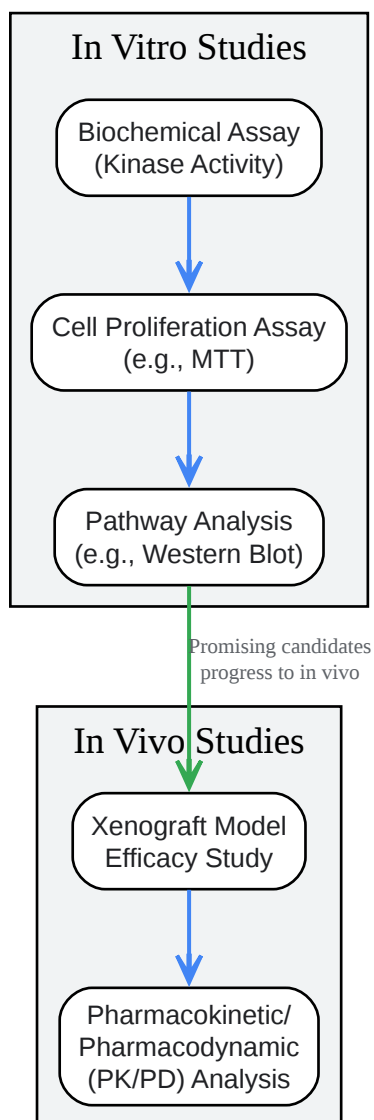 In Vitro Studies
Biochemical Assay
(Kinase Activity)
Cell Proliferation Assay
(e.g., MTT)
Pathway Analysis
(e.g., Western Blot)
Promising candidates
progress to in vivo
In Vivo Studies
Xenograft Model
Efficacy Study
Pharmacokinetic/
Pharmacodynamic
(PK/PD) Analysis